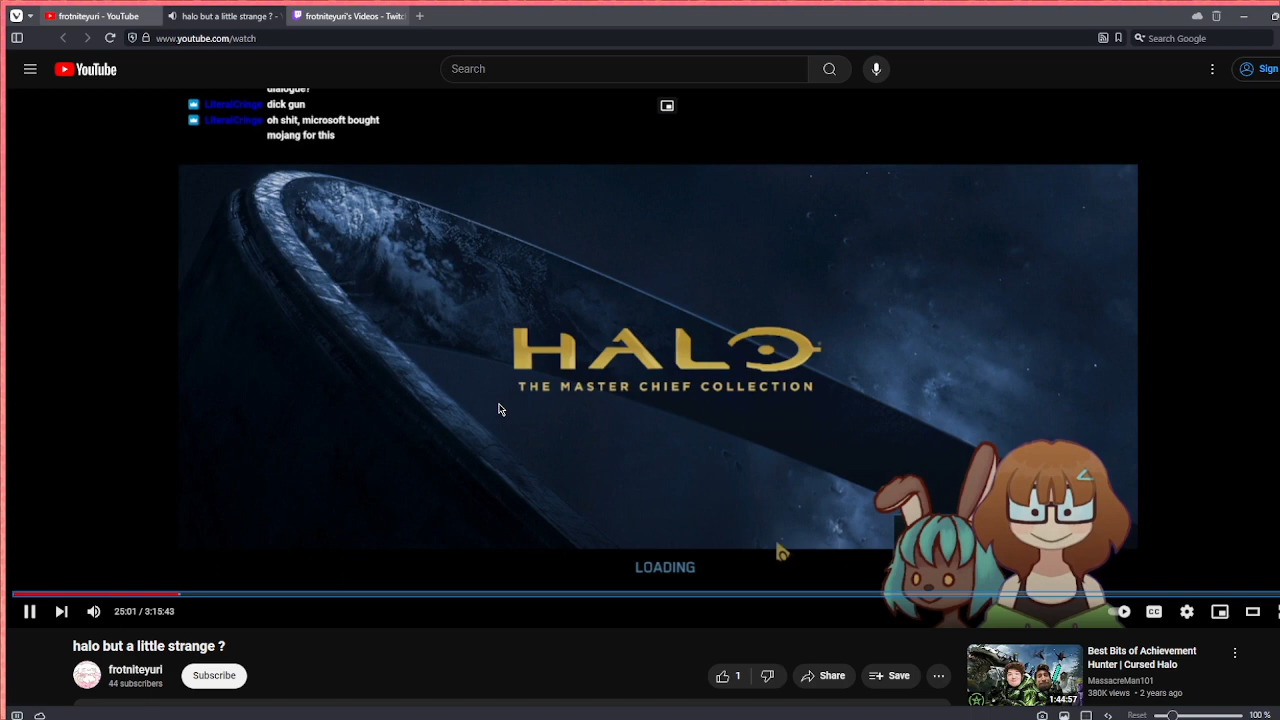 frotniteyuri - YouTube
halo but a little strange ? -
frotniteyuri's Videos - Twitc
www.youtube.com/watch
Search Google
YouTube
Search
Sign
dialogue?
LiteralCringe dick gun
LiteralCringe oh shit, microsoft bought
mojang for this
HALO
THE MASTER CHIEF COLLECTION
LOADING
25:01 / 3:15:43
CC
halo but a little strange ?
frotniteyuri
44 subscribers
Subscribe
1
Share
Save
Best Bits of Achievement
Hunter | Cursed Halo
MassacreMan101
380K views • 2 years ago
1:44:57
Reset
100 %